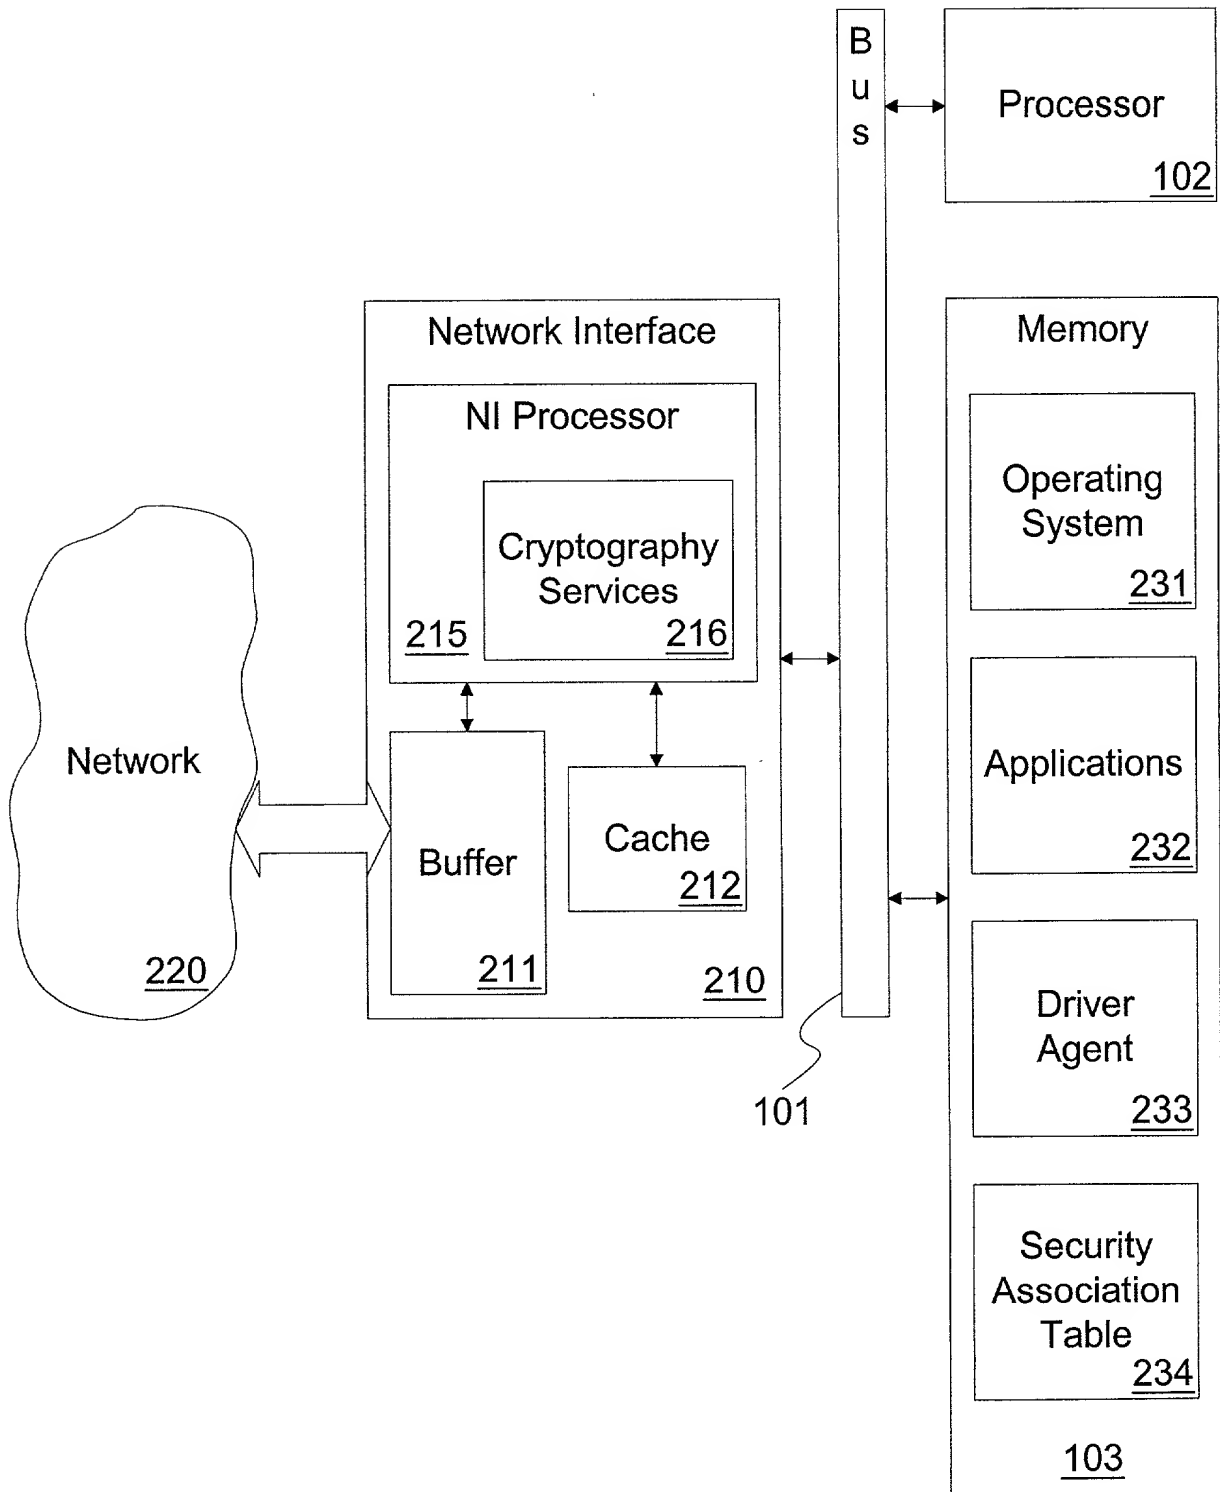 Bus
Processor
102
Network Interface
NI Processor
Cryptography
Services
215
216
Buffer
211
Cache
212
210
Network
220
101
Memory
Operating
System
231
Applications
232
Driver
Agent
233
Security
Association
Table
234
103